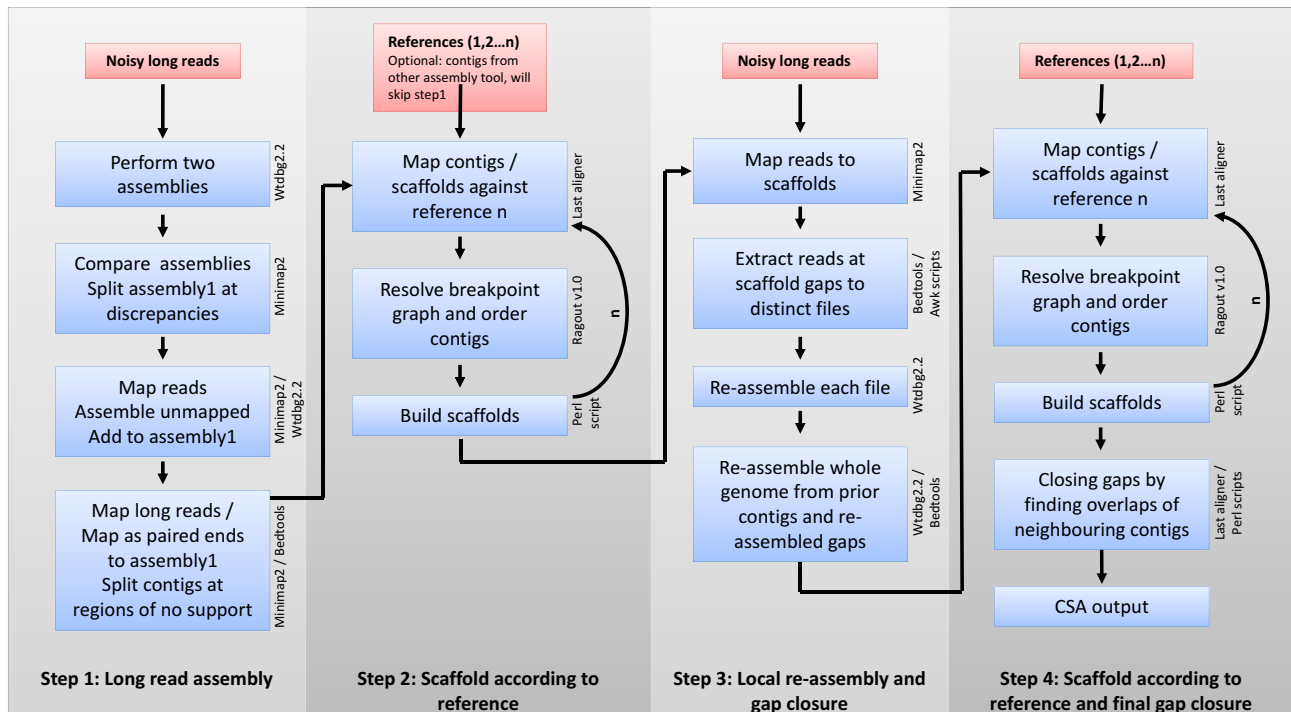 Noisy long reads
Perform two
assemblies
Wtdbg2.2
Compare assemblies
Split assembly1 at
discrepancies
Minimap2
Map reads
Assemble unmapped
Add to assembly1
Minimap2 /
Wtdbg2.2
Map long reads /
Map as paired ends
to assembly1
Split contigs at
regions of no support
Minimap2 / Bedtools
Step 1: Long read assembly
References (1,2...n)
Optional: contigs from
other assembly tool, will
skip step1
Map contigs /
scaffolds against
reference n
Last aligner
Resolve breakpoint
graph and order
contigs
Ragout v1.0
n
Build scaffolds
Perl
script
Step 2: Scaffold according to
reference
Noisy long reads
Map reads to
scaffolds
Minimap2
Extract reads at
scaffold gaps to
distinct files
Bedtools /
Awk scripts
Re-assemble each file
Wtdbg2.2
Re-assemble whole
genome from prior
contigs and re-
assembled gaps
Wtdbg2.2 /
Bedtools
Step 3: Local re-assembly and
gap closure
References (1,2...n)
Map contigs /
scaffolds against
reference n
Last aligner
Resolve breakpoint
graph and order
contigs
Ragout v1.0
n
Build scaffolds
Perl
script
Closing gaps by
finding overlaps of
neighbouring contigs
Last aligner /
Perl scripts
CSA output
Step 4: Scaffold according to
reference and final gap closure